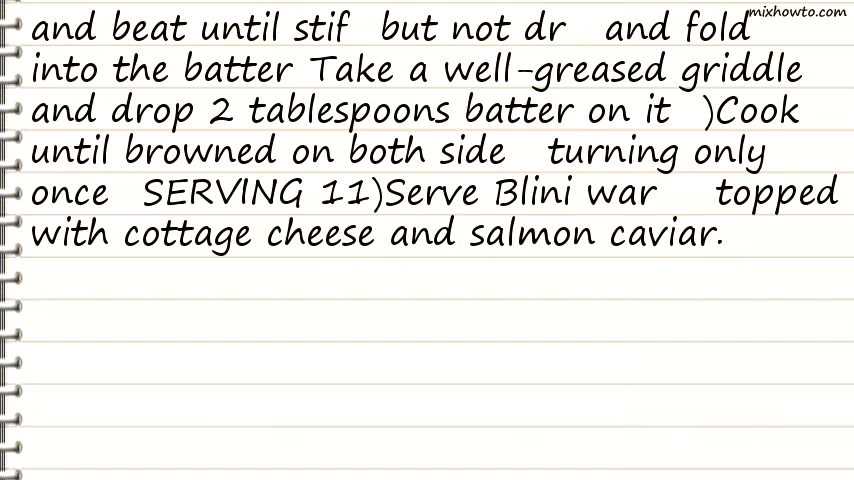 mixhowto.com
and beat until stif but not dr and fold
into the batter Take a well-greased griddle
and drop 2 tablespoons batter on it )Cook
until browned on both side turning only
once SERVING 11)Serve Blini war topped
with cottage cheese and salmon caviar.